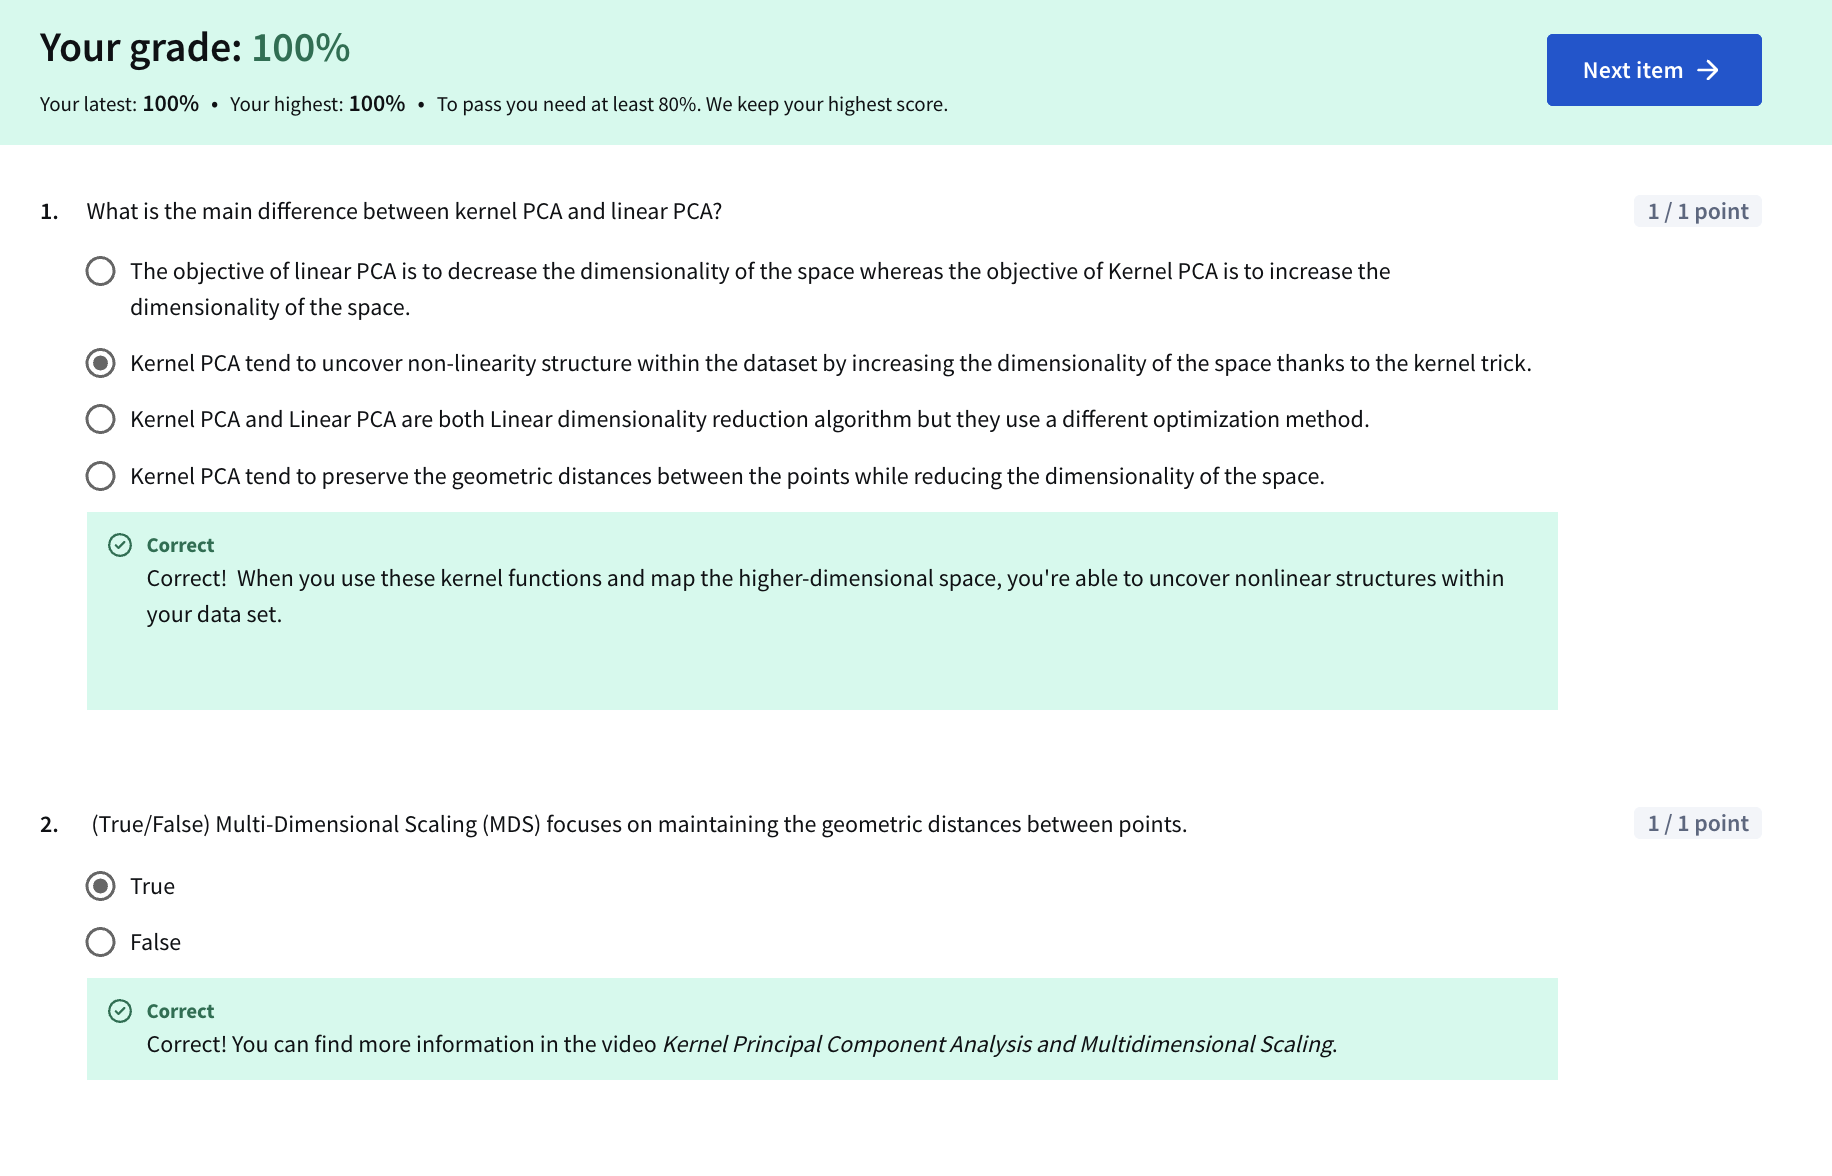 Your grade: 100%
Next item →
Your latest: 100% • Your highest: 100% • To pass you need at least 80%. We keep your highest score.
1. What is the main difference between kernel PCA and linear PCA?
1 / 1 point
The objective of linear PCA is to decrease the dimensionality of the space whereas the objective of Kernel PCA is to increase the
dimensionality of the space.
Kernel PCA tend to uncover non-linearity structure within the dataset by increasing the dimensionality of the space thanks to the kernel trick.
Kernel PCA and Linear PCA are both Linear dimensionality reduction algorithm but they use a different optimization method.
Kernel PCA tend to preserve the geometric distances between the points while reducing the dimensionality of the space.
Correct
Correct!  When you use these kernel functions and map the higher-dimensional space, you're able to uncover nonlinear structures within
your data set.
2. (True/False) Multi-Dimensional Scaling (MDS) focuses on maintaining the geometric distances between points.
1 / 1 point
True
False
Correct
Correct! You can find more information in the video Kernel Principal Component Analysis and Multidimensional Scaling.